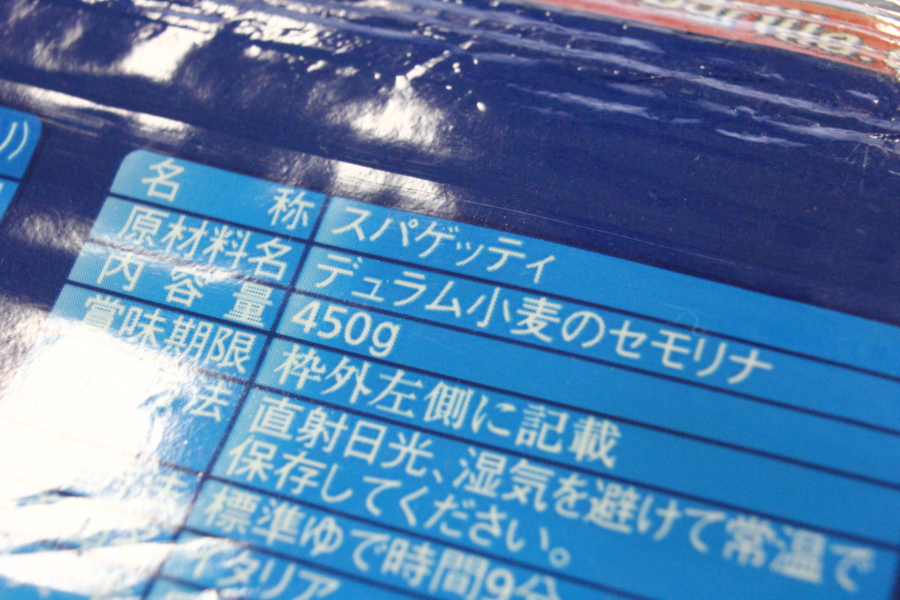 名称 スパゲッティ
原材料名 デュラム小麦のセモリナ
内容量 450g
賞味期限 枠外左側に記載
法 直射日光、湿気を避けて常温で
保存してください。
標準ゆで時間9分
イタリア